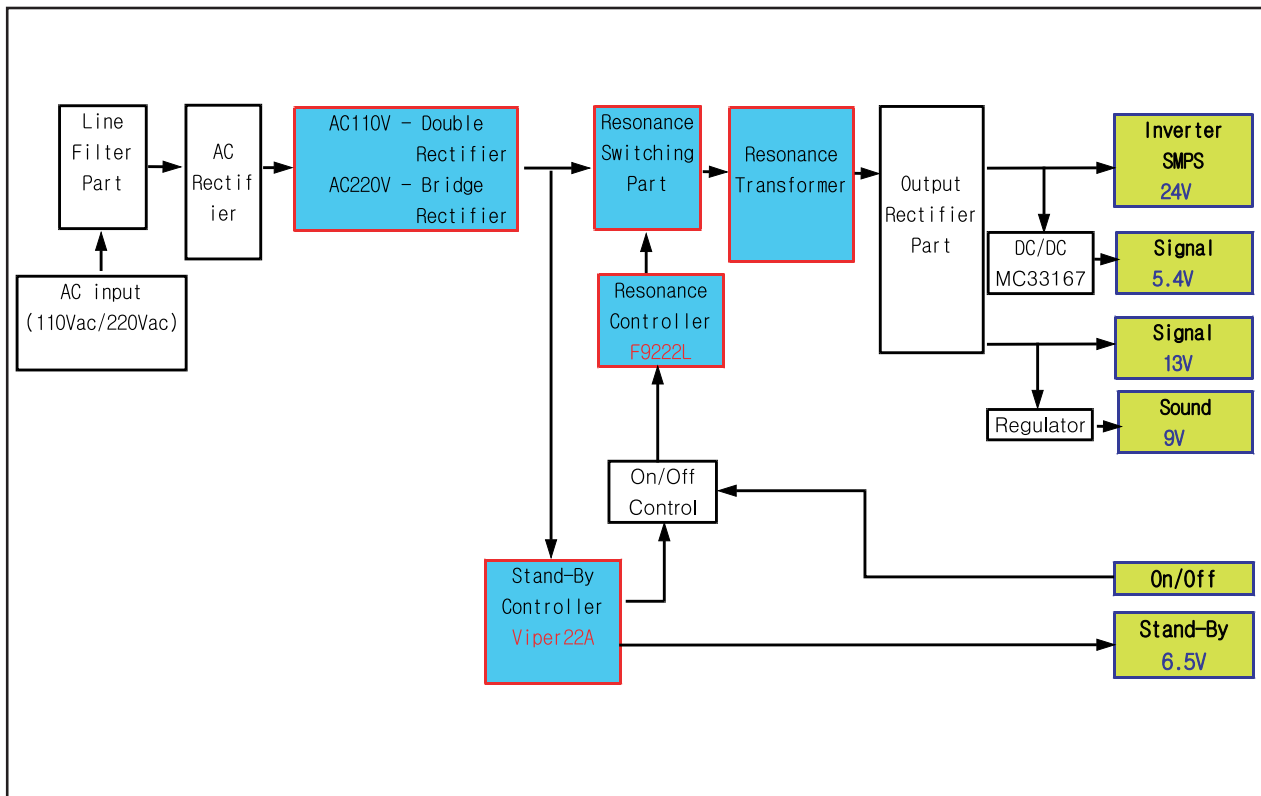 Line
Filter
Part
AC
Rectif
ier
AC110V - Double
Rectifier
AC220V - Bridge
Rectifier
Resonance
Switching
Part
Resonance
Transformer
Output
Rectifier
Part
Inverter
SMPS
24V
DC/DC
MC33167
Signal
5.4V
AC input
(110Vac/220Vac)
Resonance
Controller
F9222L
Signal
13V
Regulator
Sound
9V
On/Off
Control
Stand-By
Controller
Viper22A
On/Off
Stand-By
6.5V